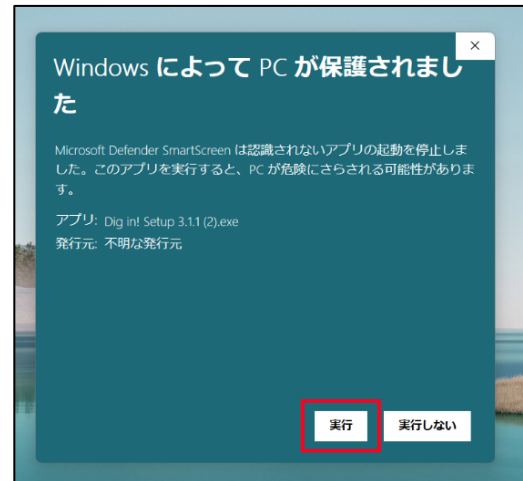 Windows によって PC が保護されまし
た
Microsoft Defender SmartScreen は認識されないアプリの起動を停止しま
した。このアプリを実行すると、PC が危険にさらされる可能性がありま
す。
アプリ: Dig in! Setup 3.1.1 (2).exe
発行元: 不明な発行元
実行 実行しない